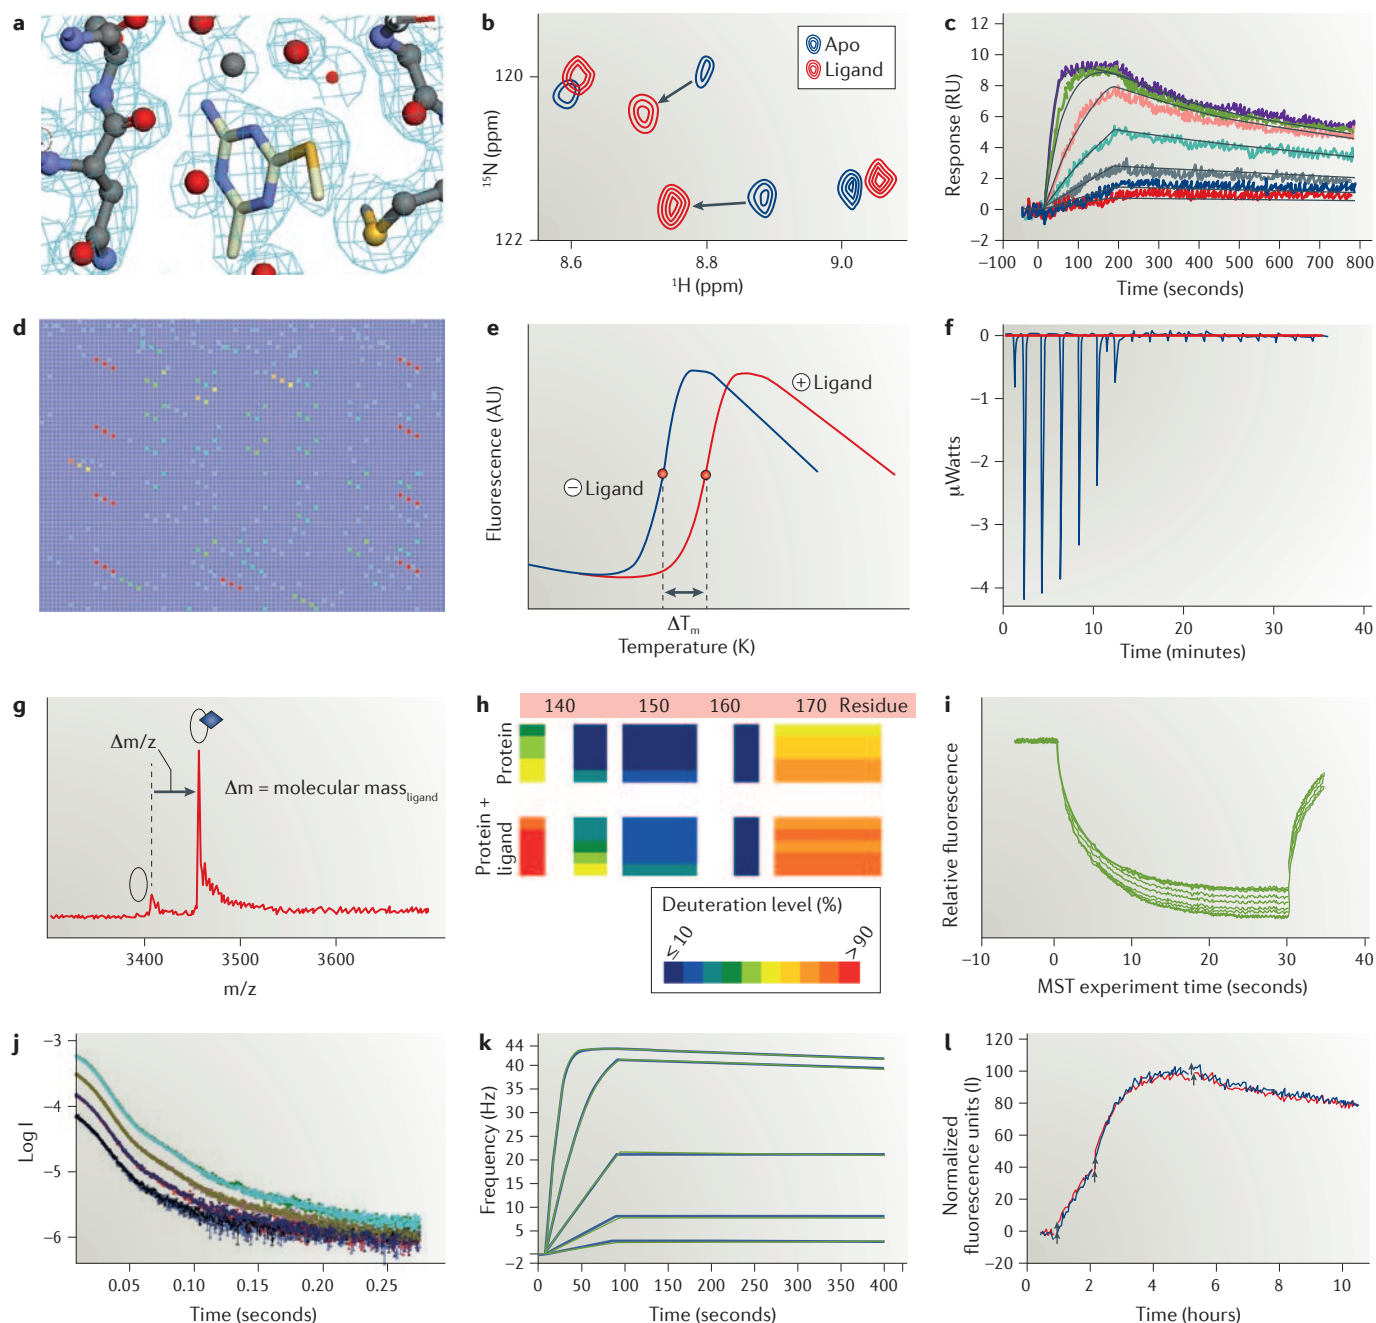 a
b
120
122
¹⁵N (ppm)
Apo
Ligand
8.6 8.8 9.0
¹H (ppm)
c
12
10
8
6
4
2
0
−2
Response (RU)
−100 0 100 200 300 400 500 600 700 800
Time (seconds)
d
e
Fluorescence (AU)
− Ligand
+ Ligand
ΔTm
Temperature (K)
f
0
−1
−2
−3
−4
μWatts
0 10 20 30 40
Time (minutes)
g
Δm/z
Δm = molecular mass ligand
3400 3500 3600
m/z
h
140 150 160 170 Residue
Protein
Protein +
ligand
Deuteration level (%)
≤ 10
> 90
i
Relative fluorescence
−10 0 10 20 30 40
MST experiment time (seconds)
j
−3
−4
−5
−6
Log I
0.05 0.10 0.15 0.20 0.25
Time (seconds)
k
44
40
35
30
25
20
15
10
5
−2
Frequency (Hz)
0 50 100 150 200 250 300 350 400
Time (seconds)
l
140
120
100
80
60
40
20
0
−20
Normalized
fluorescence units (I)
0 2 4 6 8 10
Time (hours)